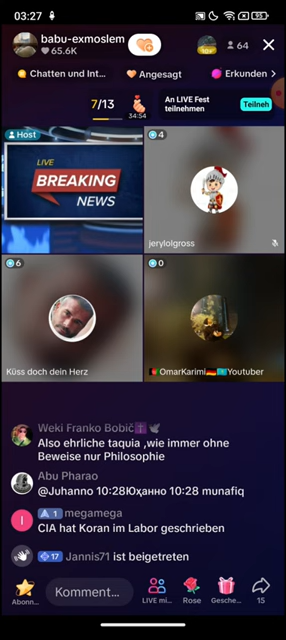 03:27
95
babu-exmoslem
65.6K
64
Chatten und Int...
Angesagt
Erkunden
7/13
34:54
An LIVE Fest
teilnehmen
Teilneh
Host
LIVE
BREAKING
NEWS
4
jerylolgross
6
Küss doch dein Herz
0
OmarKarimi Youtuber
Weki Franko Bobič
Also ehrliche taquia ,wie immer ohne
Beweise nur Philosophie
Abu Pharao
@Juhanno 10:28Юҳанно 10:28 munafiq
I
1
megamega
CIA hat Koran im Labor geschrieben
17
Jannis71 ist beigetreten
Abonn...
Komment...
LIVE mi...
Rose
Gesche...
15